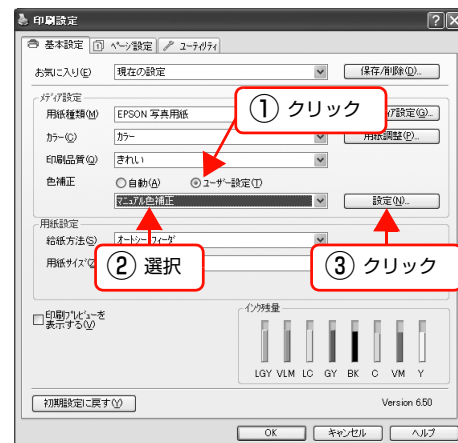 印刷設定
基本設定 ページ設定 ユーティリティ
お気に入り(F) 現在の設定 保存/削除(D)...
メディア設定
用紙種類(M) EPSON 写真用紙 ア設定(G)...
① クリック
カラー(C) カラー 用紙調整(P)...
印刷品質(Q) きれい
色補正 自動(A) ユーザー設定(T)
マニュアル色補正 設定(N)...
用紙設定
給紙方法(S) オートシートフィーダ
用紙サイズ
② 選択
③ クリック
印刷プレビューを
表示する(V)
インク残量
LGY VLM LC GY BK C VM Y
初期設定に戻す(Y) Version 6.50
OK キャンセル ヘルプ